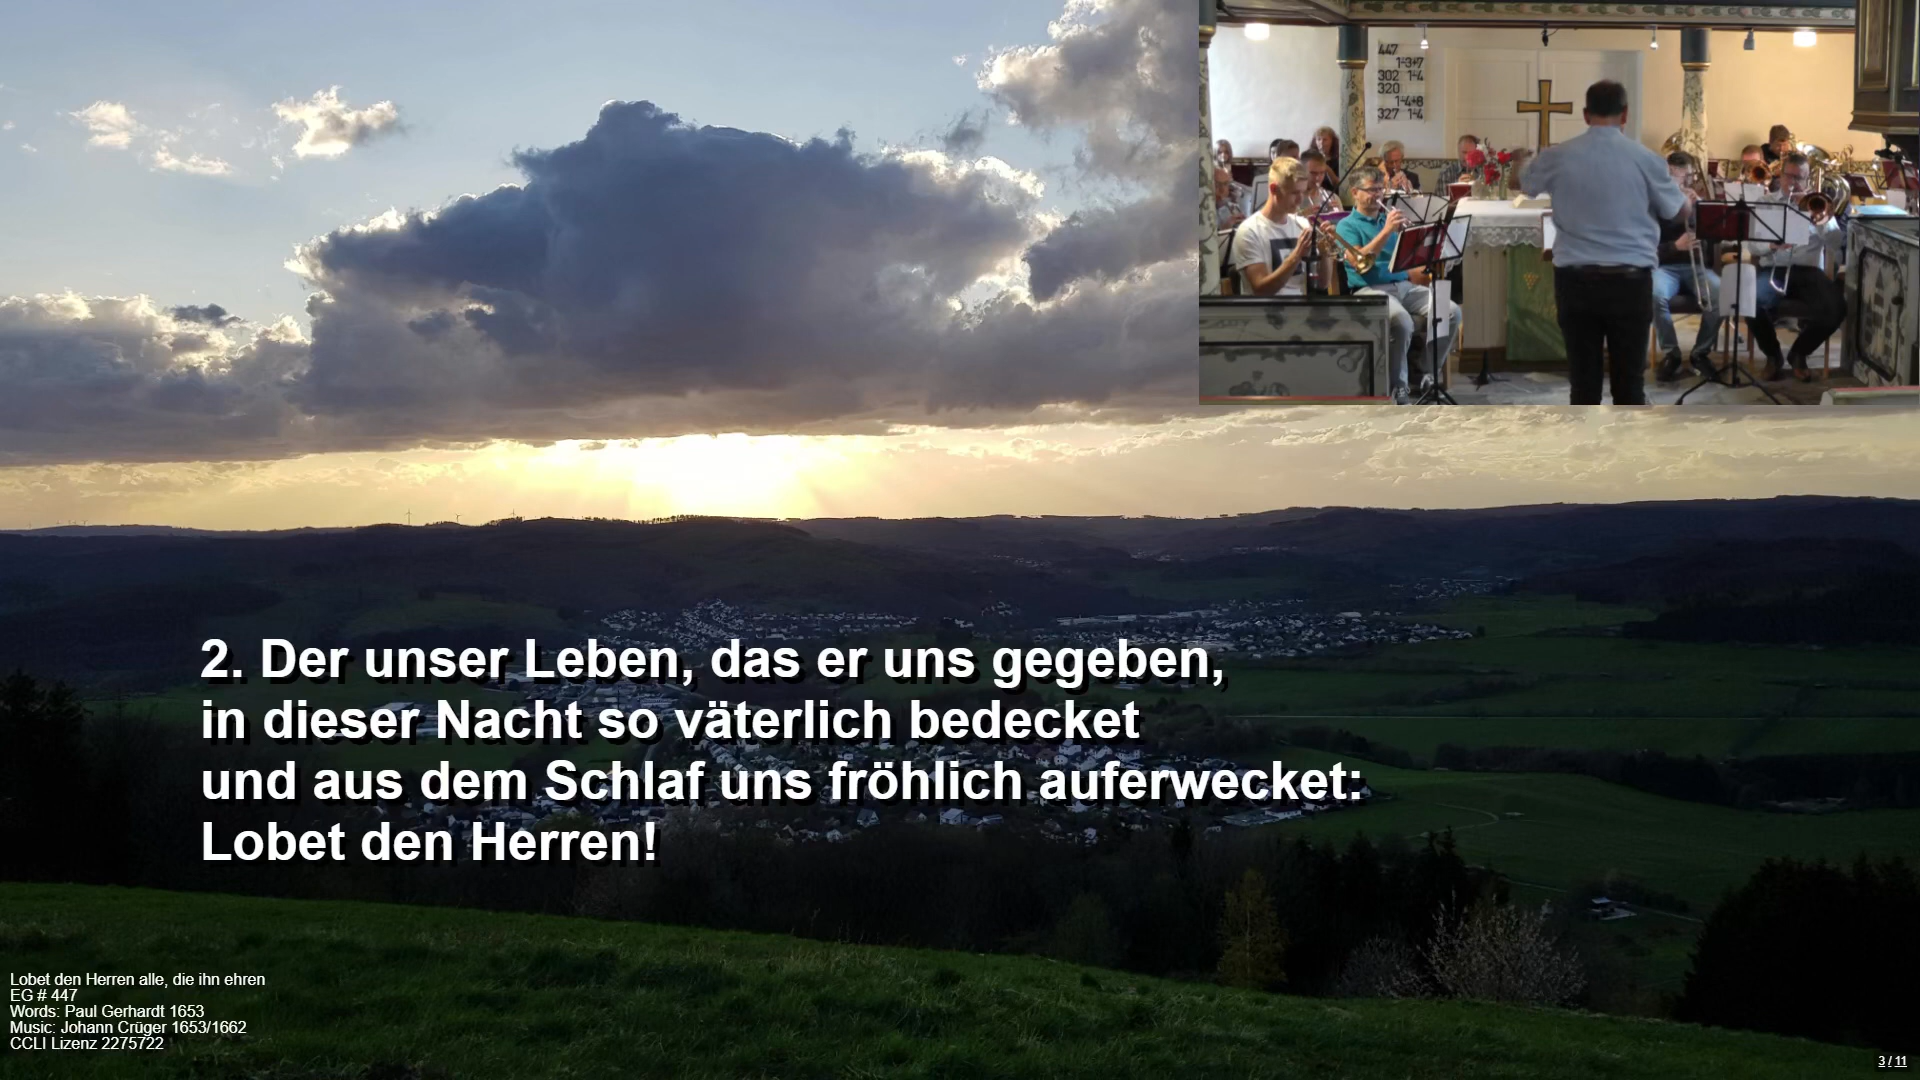 447
1-3+7
302 1-4
320
1-4+8
327 1-4
2. Der unser Leben, das er uns gegeben,
in dieser Nacht so väterlich bedecket
und aus dem Schlaf uns fröhlich auferwecket:
Lobet den Herren!
Lobet den Herren alle, die ihn ehren
EG # 447
Words: Paul Gerhardt 1653
Music: Johann Crüger 1653/1662
CCLI Lizenz 2275722
3 / 11